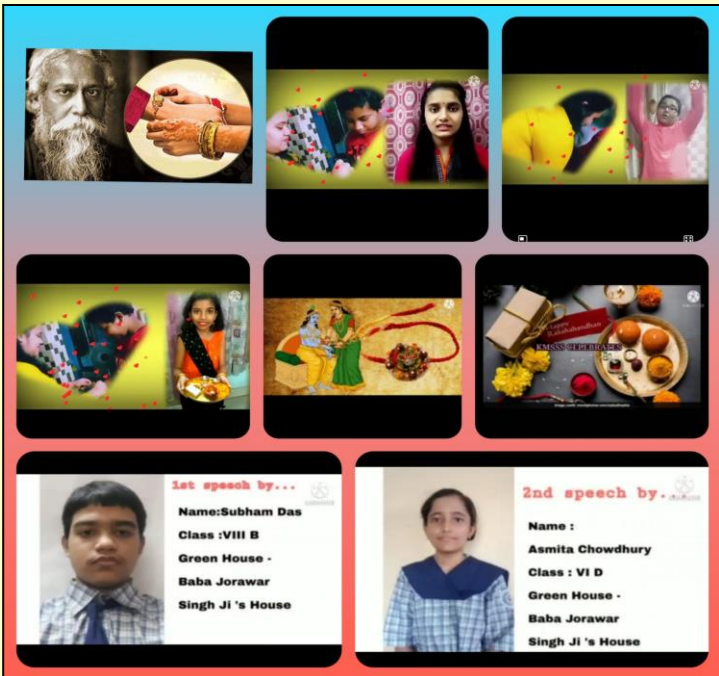 Happy
Rakshabandhan
KMSSS CELEBRATES
1st speech by...
Name:Subham Das
Class :VIII B
Green House -
Baba Jorawar
Singh Ji 's House
2nd speech by...
Name :
Asmita Chowdhury
Class : VI D
Green House -
Baba Jorawar
Singh Ji 's House